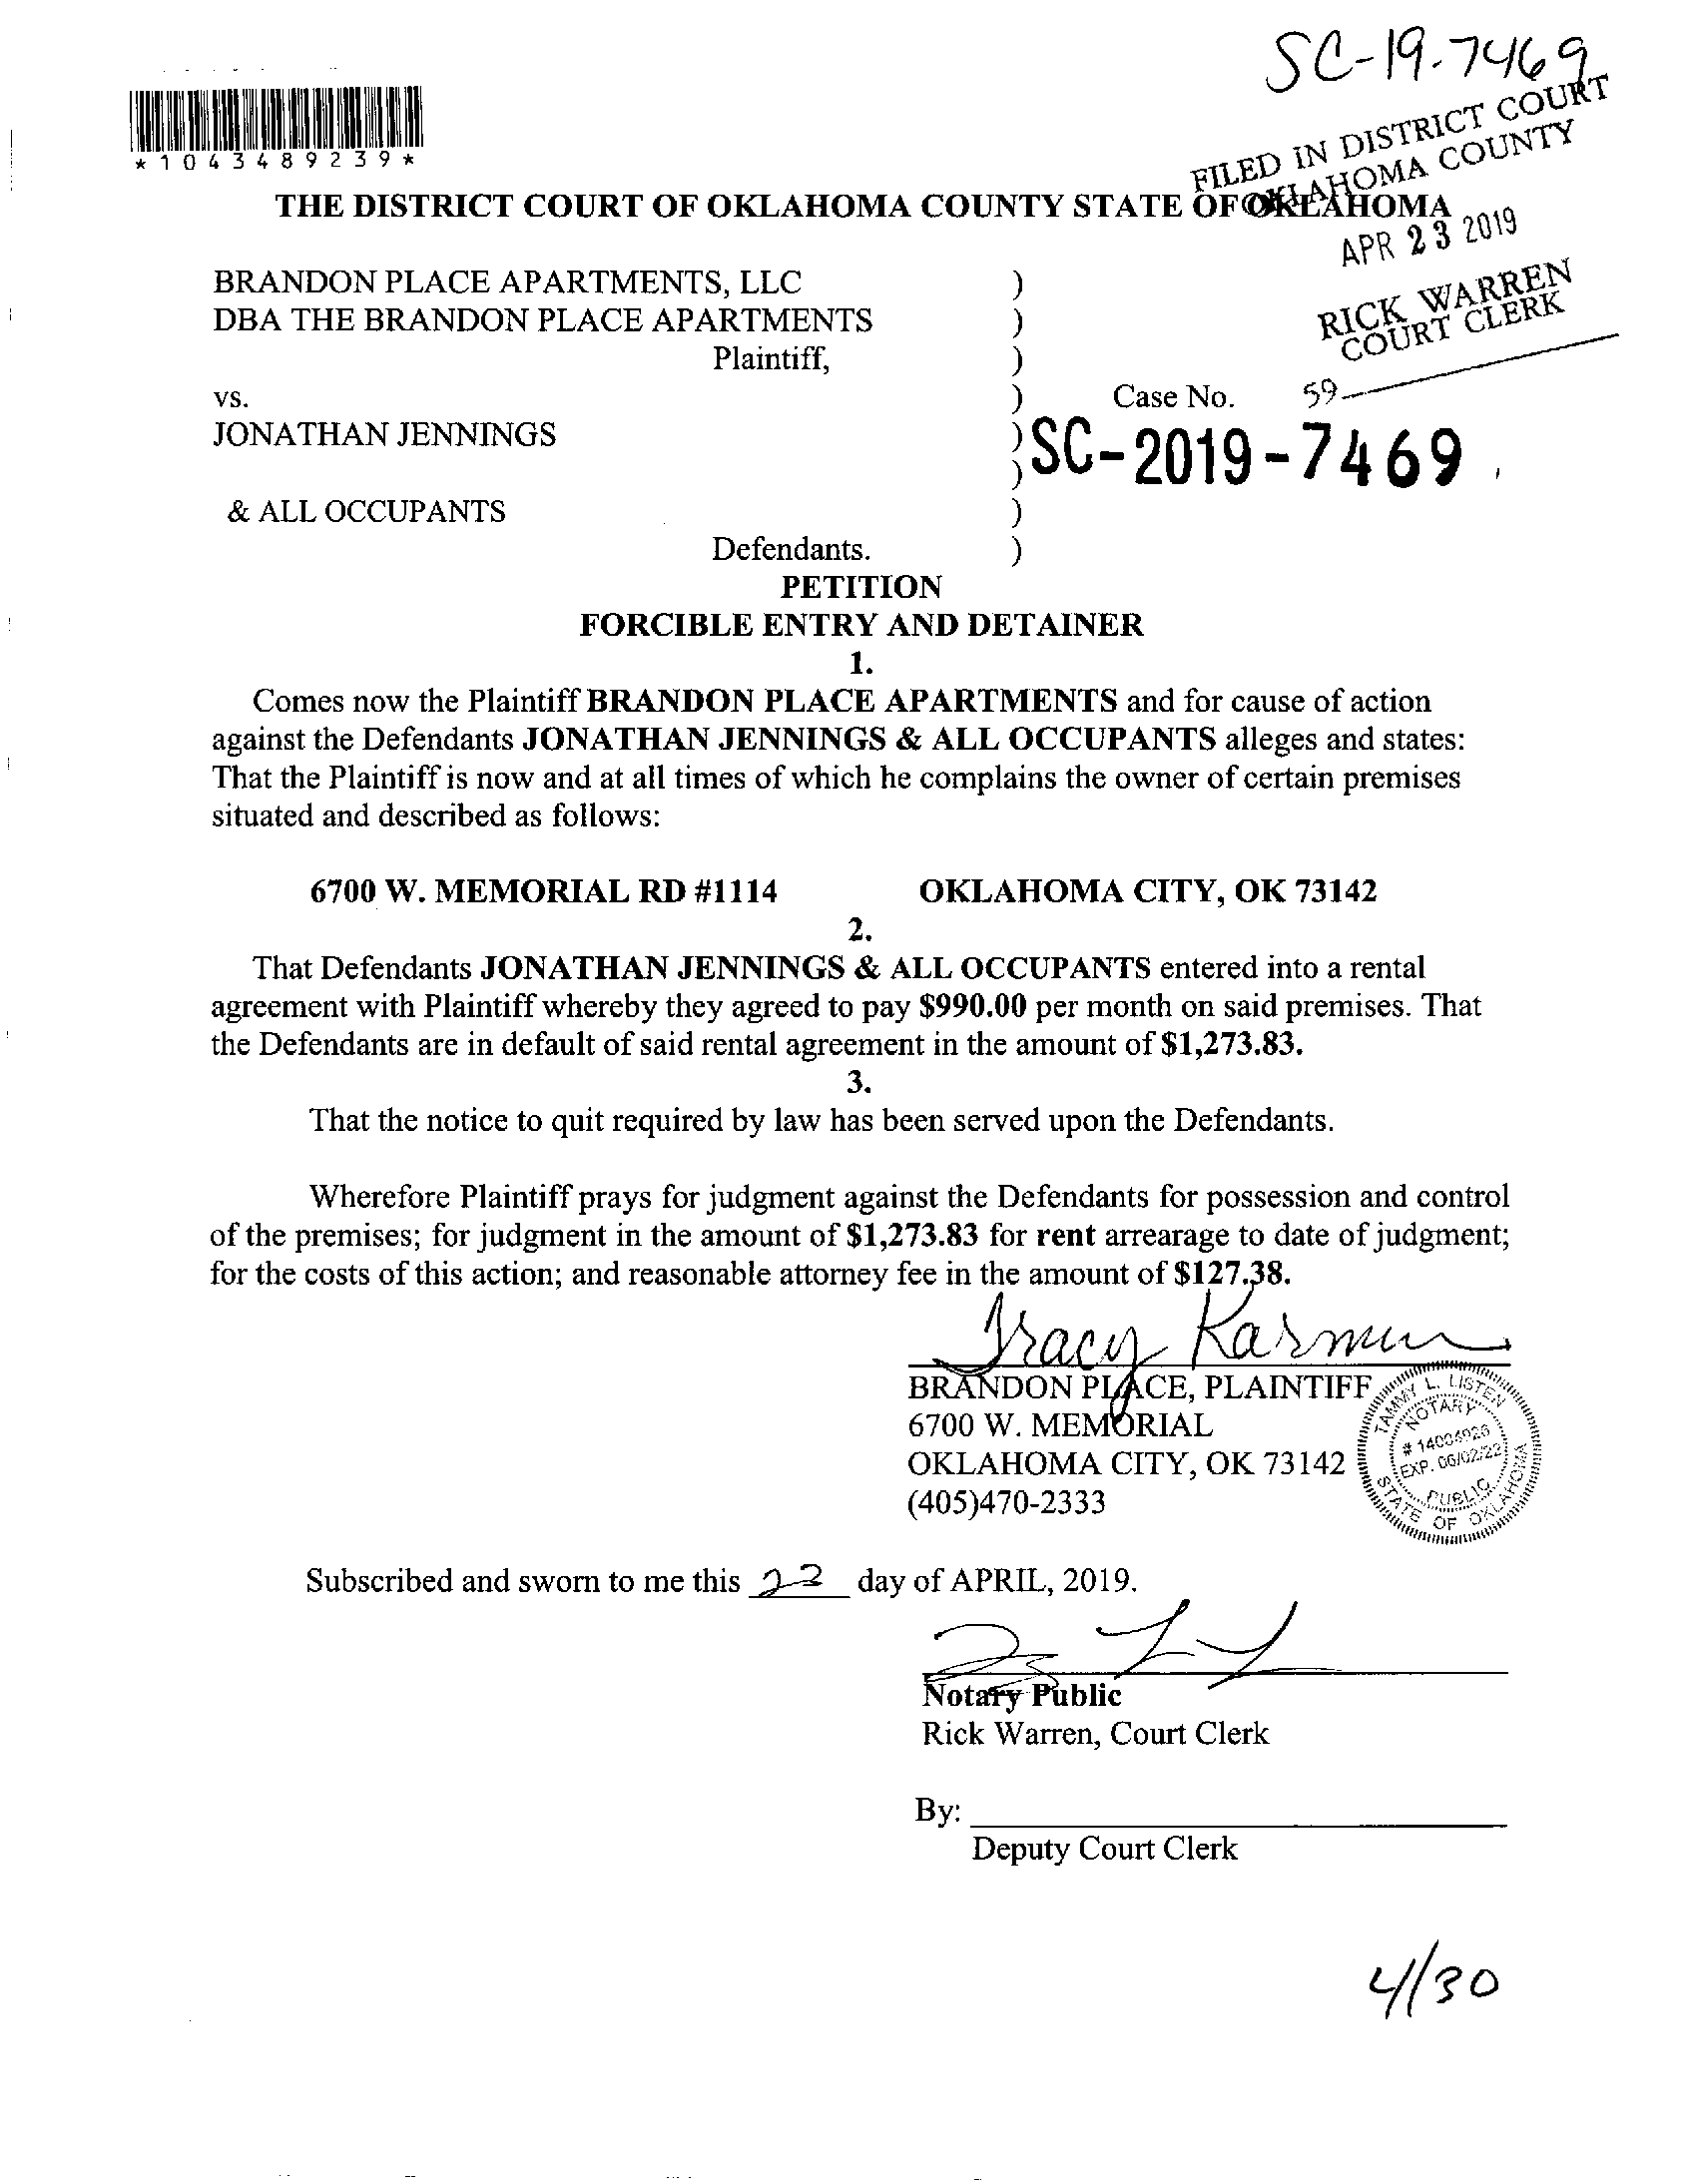 SC-19-7469
*1043489239*
FILED IN DISTRICT COURT
OKLAHOMA COUNTY
THE DISTRICT COURT OF OKLAHOMA COUNTY STATE OF OKLAHOMA
APR 23 2019
RICK WARREN
COURT CLERK
59
BRANDON PLACE APARTMENTS, LLC )
DBA THE BRANDON PLACE APARTMENTS )
Plaintiff, )
vs. ) Case No.
JONATHAN JENNINGS ) SC-2019-7469
)
& ALL OCCUPANTS )
Defendants. )
PETITION
FORCIBLE ENTRY AND DETAINER
1.
Comes now the Plaintiff BRANDON PLACE APARTMENTS and for cause of action
against the Defendants JONATHAN JENNINGS & ALL OCCUPANTS alleges and states:
That the Plaintiff is now and at all times of which he complains the owner of certain premises
situated and described as follows:
6700 W. MEMORIAL RD #1114 OKLAHOMA CITY, OK 73142
2.
That Defendants JONATHAN JENNINGS & ALL OCCUPANTS entered into a rental
agreement with Plaintiff whereby they agreed to pay $990.00 per month on said premises. That
the Defendants are in default of said rental agreement in the amount of $1,273.83.
3.
That the notice to quit required by law has been served upon the Defendants.
Wherefore Plaintiff prays for judgment against the Defendants for possession and control
of the premises; for judgment in the amount of $1,273.83 for rent arrearage to date of judgment;
for the costs of this action; and reasonable attorney fee in the amount of $127.38.
Tracy
BRANDON PLACE, PLAINTIFF
6700 W. MEMORIAL
OKLAHOMA CITY, OK 73142
(405)470-2333
TAMMY L. LISTEN
NOTARY
# 14004926
EXP. 06/02/22
PUBLIC
STATE OF OKLAHOMA
Subscribed and sworn to me this day of APRIL, 2019.
Notary Public
Rick Warren, Court Clerk
By:
Deputy Court Clerk
4/30